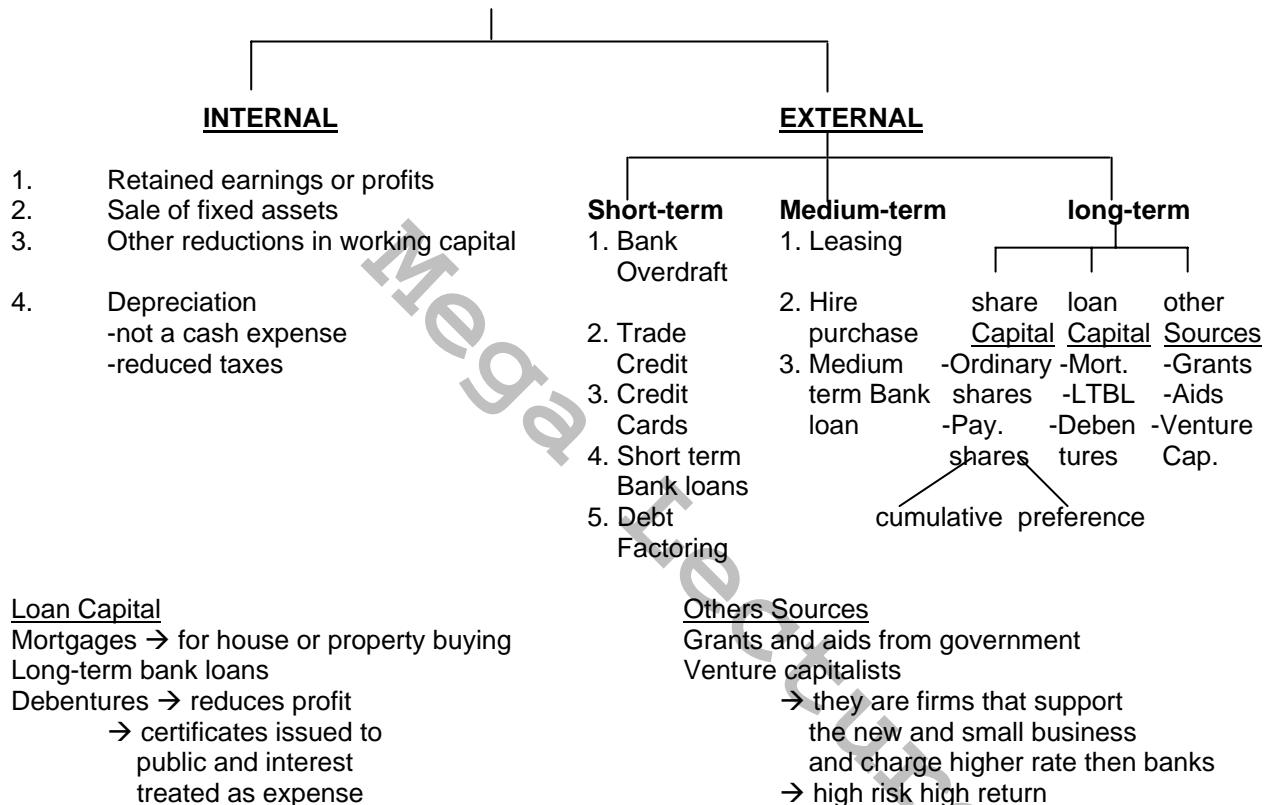 INTERNAL
1. Retained earnings or profits
2. Sale of fixed assets
3. Other reductions in working capital
4. Depreciation
-not a cash expense
-reduced taxes
EXTERNAL
Short-term
1. Bank
Overdraft
2. Trade
Credit
3. Credit
Cards
4. Short term
Bank loans
5. Debt
Factoring
Medium-term
1. Leasing
2. Hire
purchase
3. Medium
term Bank
loan
long-term
share
Capital
-Ordinary
shares
-Pay.
shares
cumulative preference
loan
Capital
-Mort.
-LTBL
-Deben
tures
other
Sources
-Grants
-Aids
-Venture
Cap.
Loan Capital
Mortgages → for house or property buying
Long-term bank loans
Debentures → reduces profit
→ certificates issued to
public and interest
treated as expense
Others Sources
Grants and aids from government
Venture capitalists
→ they are firms that support
the new and small business
and charge higher rate then banks
→ high risk high return
Mega Lectur